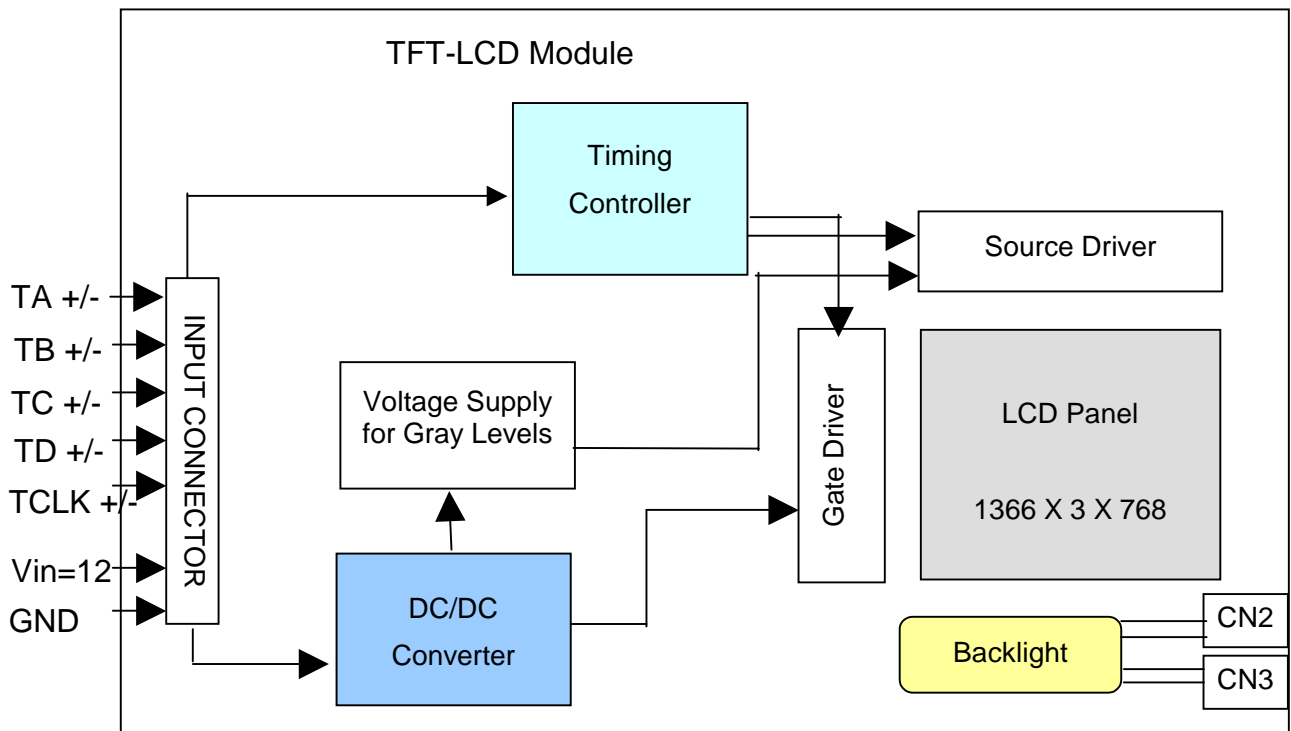 TFT-LCD Module
Timing
Controller
Source Driver
TA +/-
TB +/-
TC +/-
TD +/-
TCLK +/-
Vin=12
GND
INPUT CONNECTOR
Voltage Supply
for Gray Levels
Gate Driver
LCD Panel
1366 X 3 X 768
DC/DC
Converter
Backlight
CN2
CN3